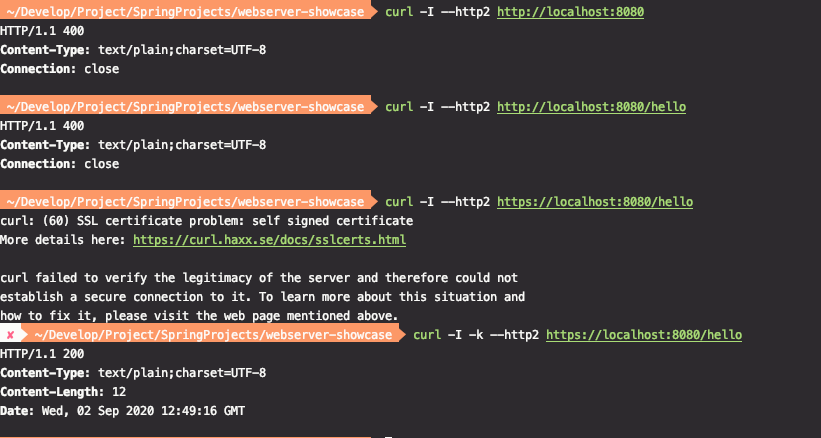 ~/Develop/Project/SpringProjects/webserver-showcase curl -I --http2 http://localhost:8080
HTTP/1.1 400
Content-Type: text/plain;charset=UTF-8
Connection: close
~/Develop/Project/SpringProjects/webserver-showcase curl -I --http2 http://localhost:8080/hello
HTTP/1.1 400
Content-Type: text/plain;charset=UTF-8
Connection: close
~/Develop/Project/SpringProjects/webserver-showcase curl -I --http2 https://localhost:8080/hello
curl: (60) SSL certificate problem: self signed certificate
More details here: https://curl.haxx.se/docs/sslcerts.html
curl failed to verify the legitimacy of the server and therefore could not
establish a secure connection to it. To learn more about this situation and
how to fix it, please visit the web page mentioned above.
✘ ~/Develop/Project/SpringProjects/webserver-showcase curl -I -k --http2 https://localhost:8080/hello
HTTP/1.1 200
Content-Type: text/plain;charset=UTF-8
Content-Length: 12
Date: Wed, 02 Sep 2020 12:49:16 GMT